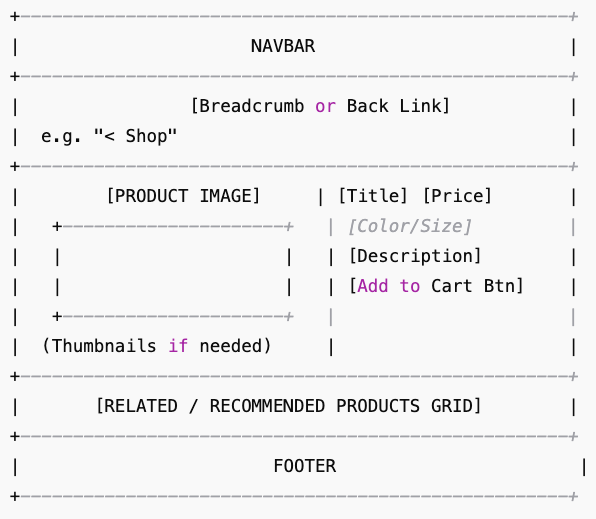 NAVBAR
[Breadcrumb or Back Link]
e.g. "< Shop"
[PRODUCT IMAGE] | [Title] [Price]
[Color/Size]
[Description]
[Add to Cart Btn]
(Thumbnails if needed)
[RELATED / RECOMMENDED PRODUCTS GRID]
FOOTER